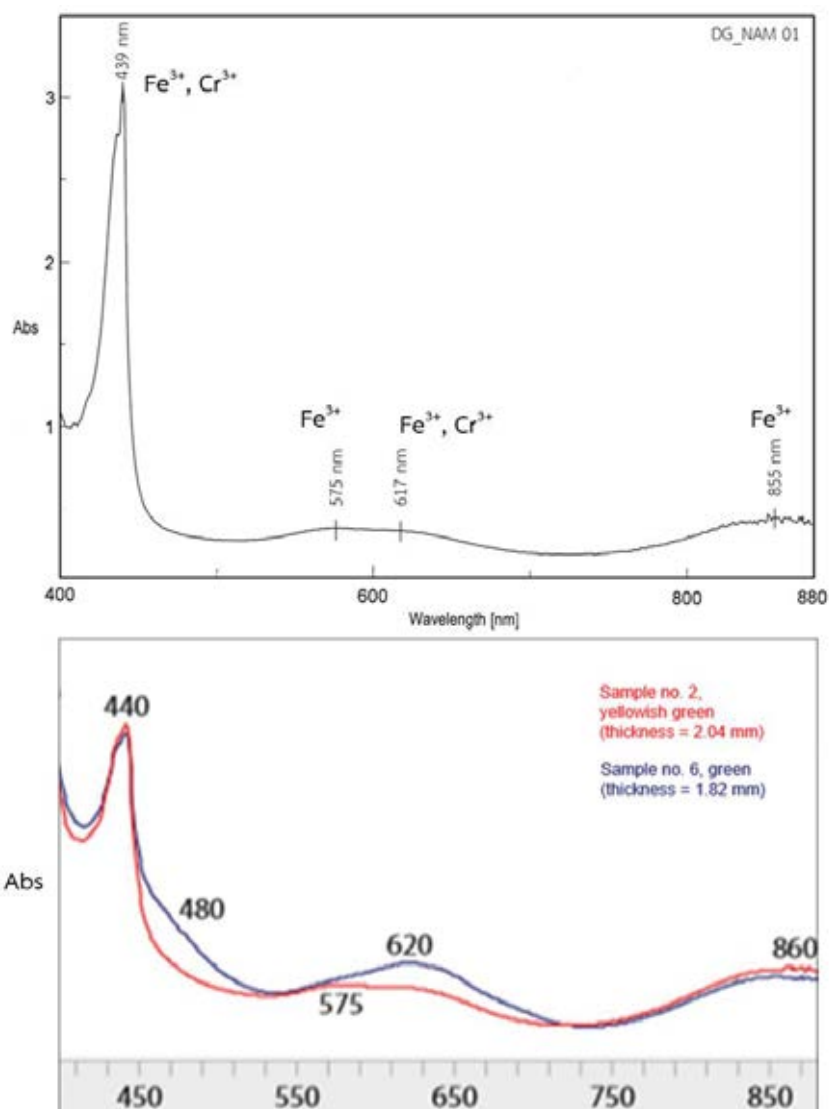 DG_NAM 01
439 nm
Fe³⁺, Cr³⁺
3
2
Abs
1
Fe³⁺
575 nm
Fe³⁺, Cr³⁺
617 nm
Fe³⁺
855 nm
400
600
800
880
Wavelength [nm]
440
Sample no. 2,
yellowish green
(thickness = 2.04 mm)
Sample no. 6, green
(thickness = 1.82 mm)
Abs
480
620
575
860
450
550
650
750
850